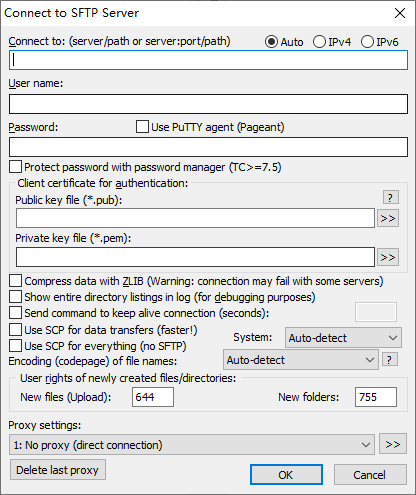 Connect to SFTP Server
Connect to: (server/path or server:port/path) Auto IPv4 IPv6
User name:
Password: Use PuTTY agent (Pageant)
Protect password with password manager (TC>=7.5)
Client certificate for authentication:
Public key file (*.pub): ?
>>
Private key file (*.pem):
>>
Compress data with ZLIB (Warning: connection may fail with some servers)
Show entire directory listings in log (for debugging purposes)
Send command to keep alive connection (seconds):
Use SCP for data transfers (faster!) System: Auto-detect
Use SCP for everything (no SFTP)
Encoding (codepage) of file names: Auto-detect ?
User rights of newly created files/directories:
New files (Upload): 644 New folders: 755
Proxy settings:
1: No proxy (direct connection) >>
Delete last proxy OK Cancel